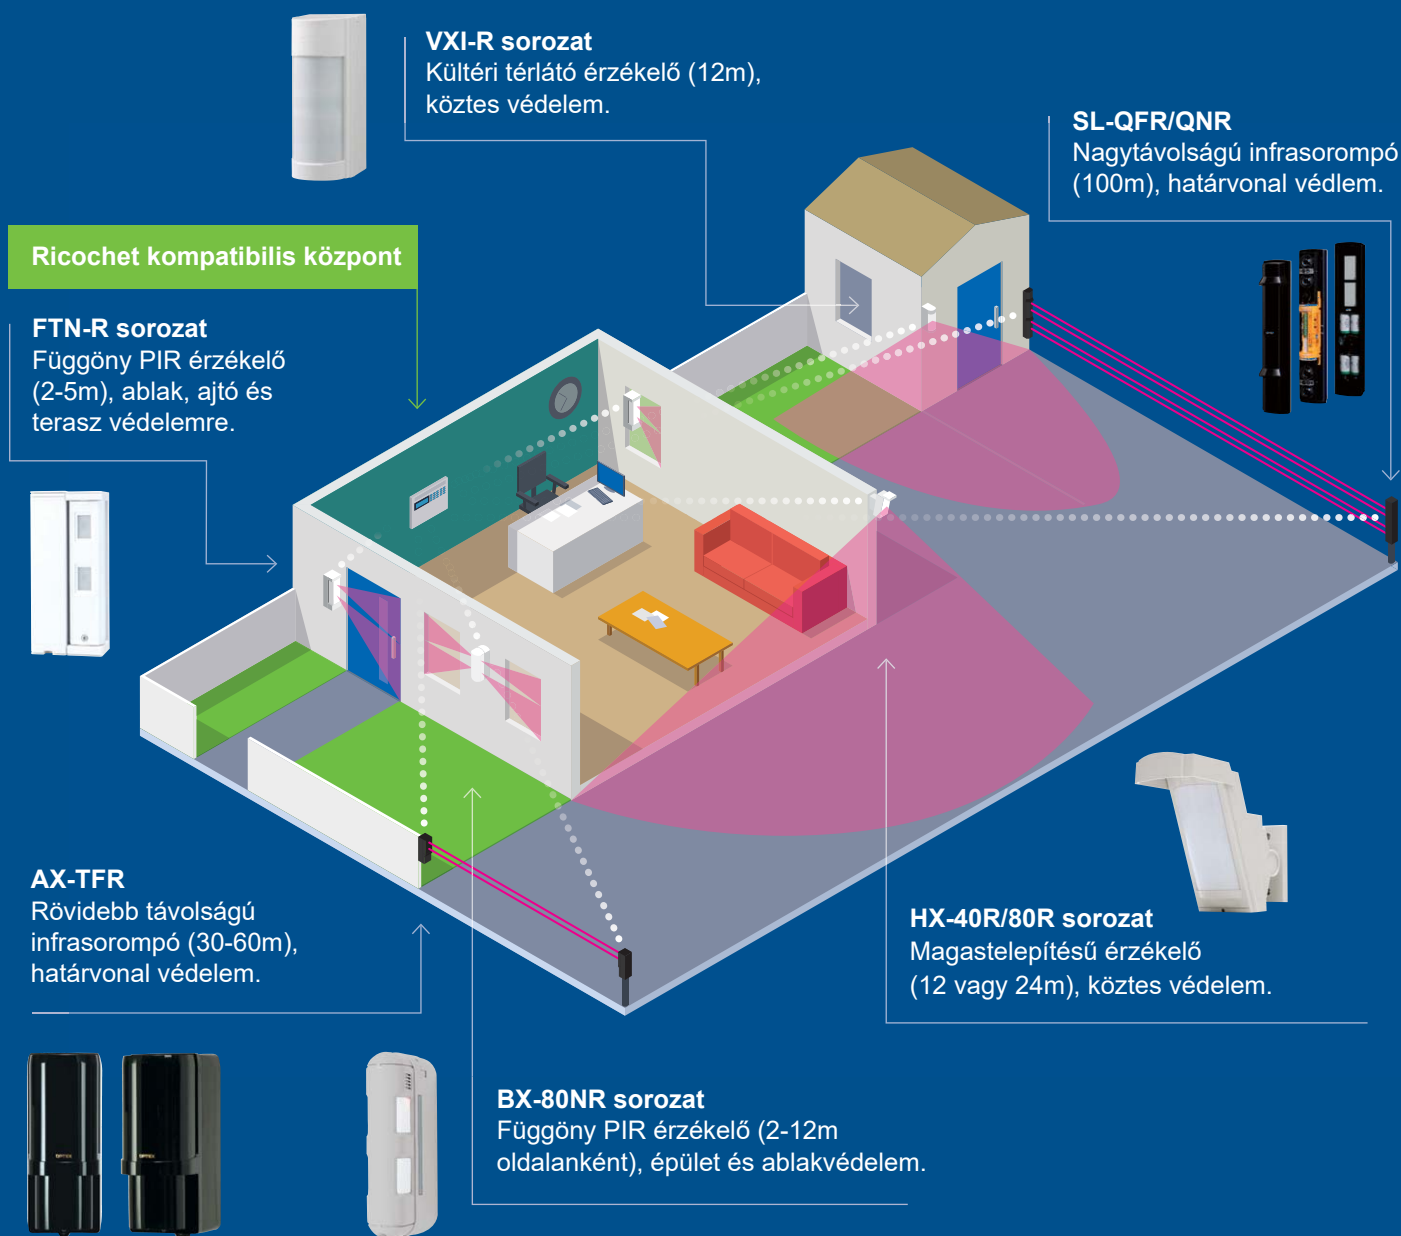 VXI-R sorozat
Kültéri térlátó érzékelő (12m),
köztes védelem.
SL-QFR/QNR
Nagytávolságú infrasorompó
(100m), határvonal védlem.
Ricochet kompatibilis központ
FTN-R sorozat
Függöny PIR érzékelő
(2-5m), ablak, ajtó és
terasz védelemre.
AX-TFR
Rövidebb távolságú
infrasorompó (30-60m),
határvonal védelem.
HX-40R/80R sorozat
Magastelepítésű érzékelő
(12 vagy 24m), köztes védelem.
BX-80NR sorozat
Függöny PIR érzékelő (2-12m
oldalanként), épület és ablakvédelem.
OPTEX
OPTEX